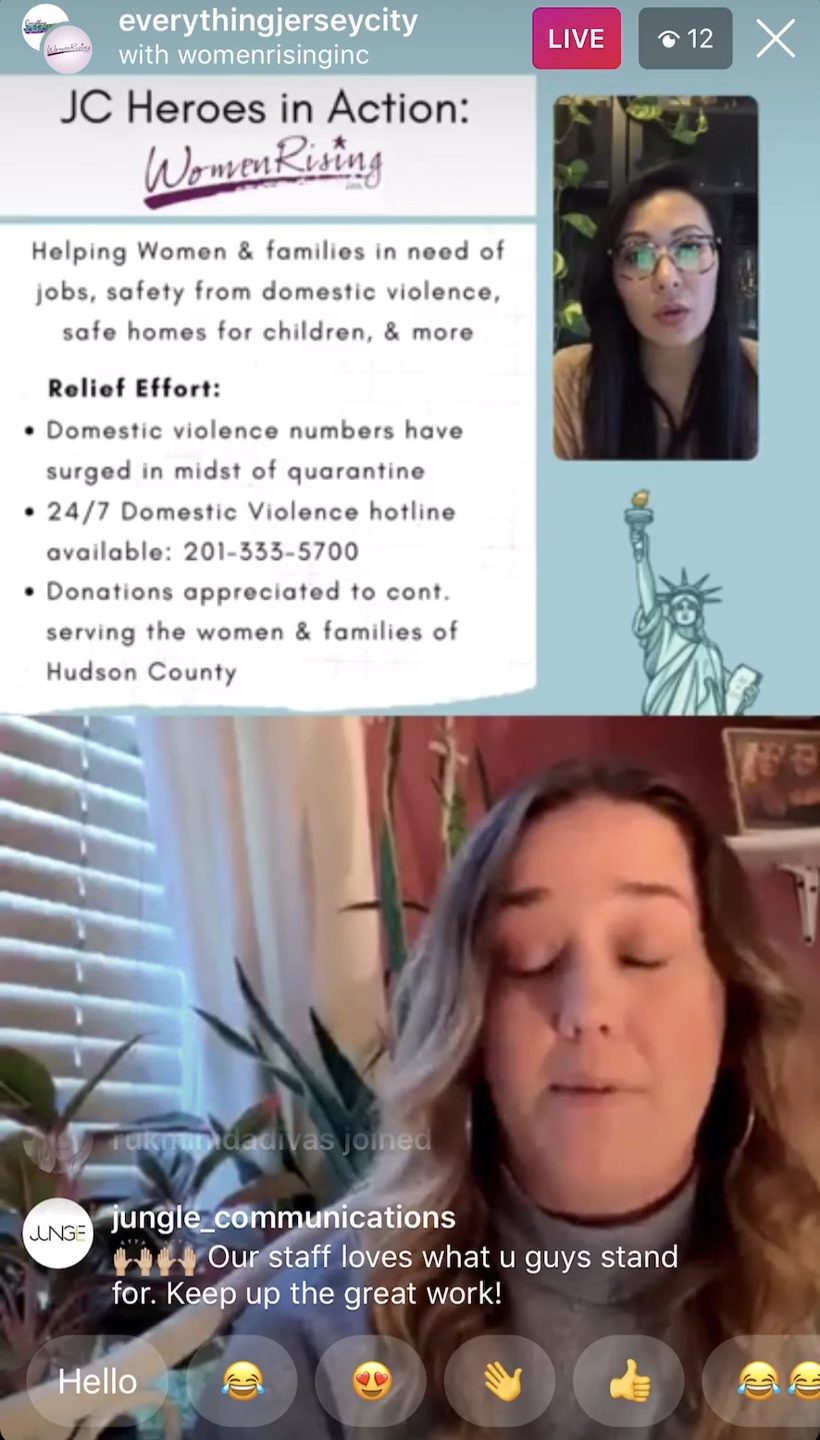 everythingjerseycity
with womenrisinginc
LIVE
12
JC Heroes in Action:
WomenRising
Helping Women & families in need of
jobs, safety from domestic violence,
safe homes for children, & more
Relief Effort:
• Domestic violence numbers have
surged in midst of quarantine
• 24/7 Domestic Violence hotline
available: 201-333-5700
• Donations appreciated to cont.
serving the women & families of
Hudson County
joined
jungle_communications
JUNGE
🙌🏼🙌🏼 Our staff loves what u guys stand
for. Keep up the great work!
Hello 😂 😍 👋 👍 😂😂